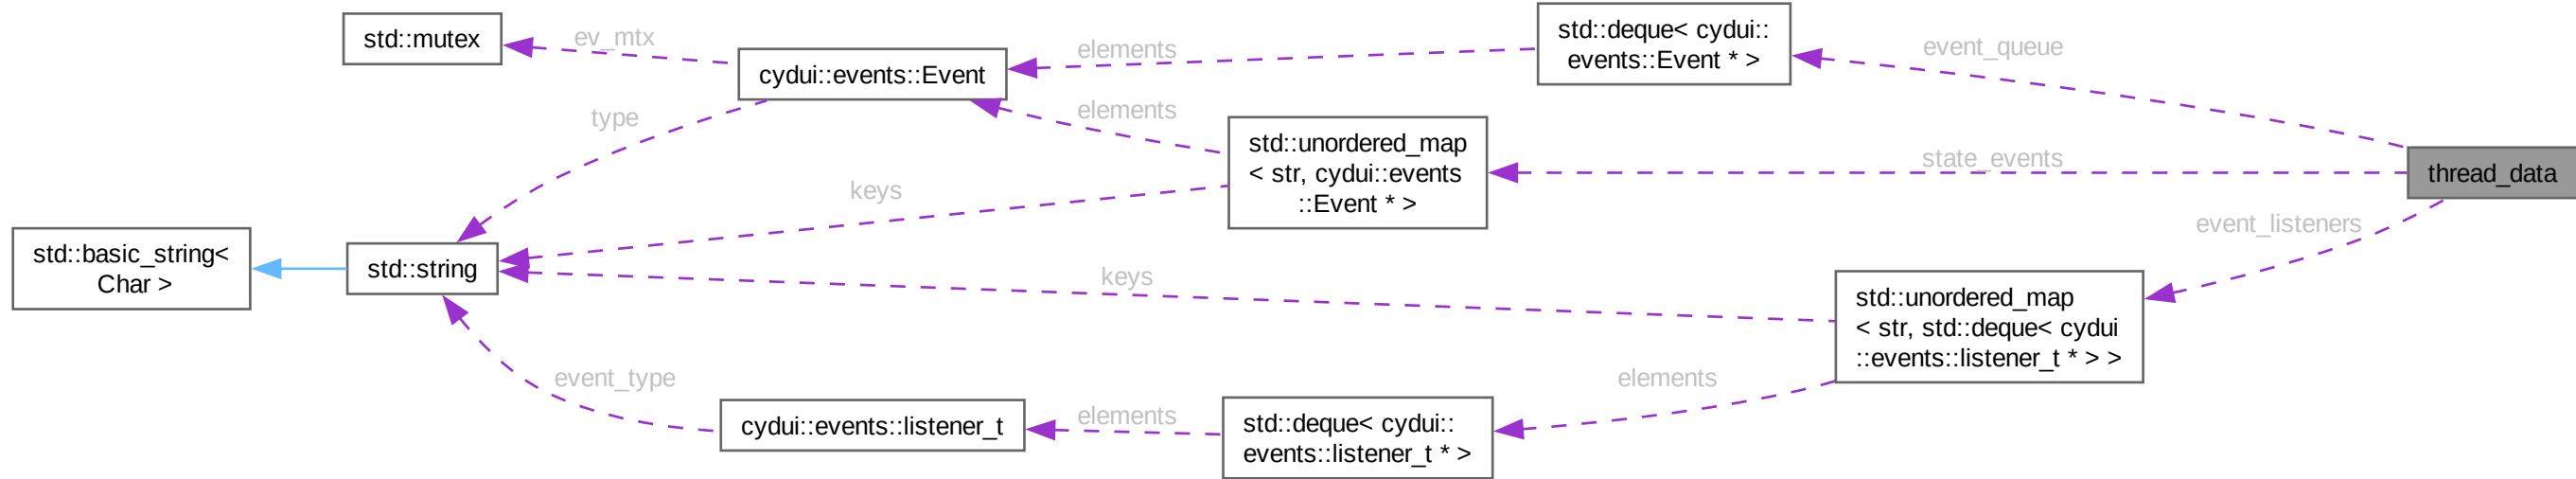 std::mutex
ev_mtx
cydui::events::Event
elements
std::deque< cydui::
events::Event * >
event_queue
type
elements
std::unordered_map
< str, cydui::events
::Event * >
state_events
thread_data
keys
event_listeners
std::basic_string<
Char >
std::string
keys
std::unordered_map
< str, std::deque< cydui
::events::listener_t * > >
event_type
elements
cydui::events::listener_t
elements
std::deque< cydui::
events::listener_t * >